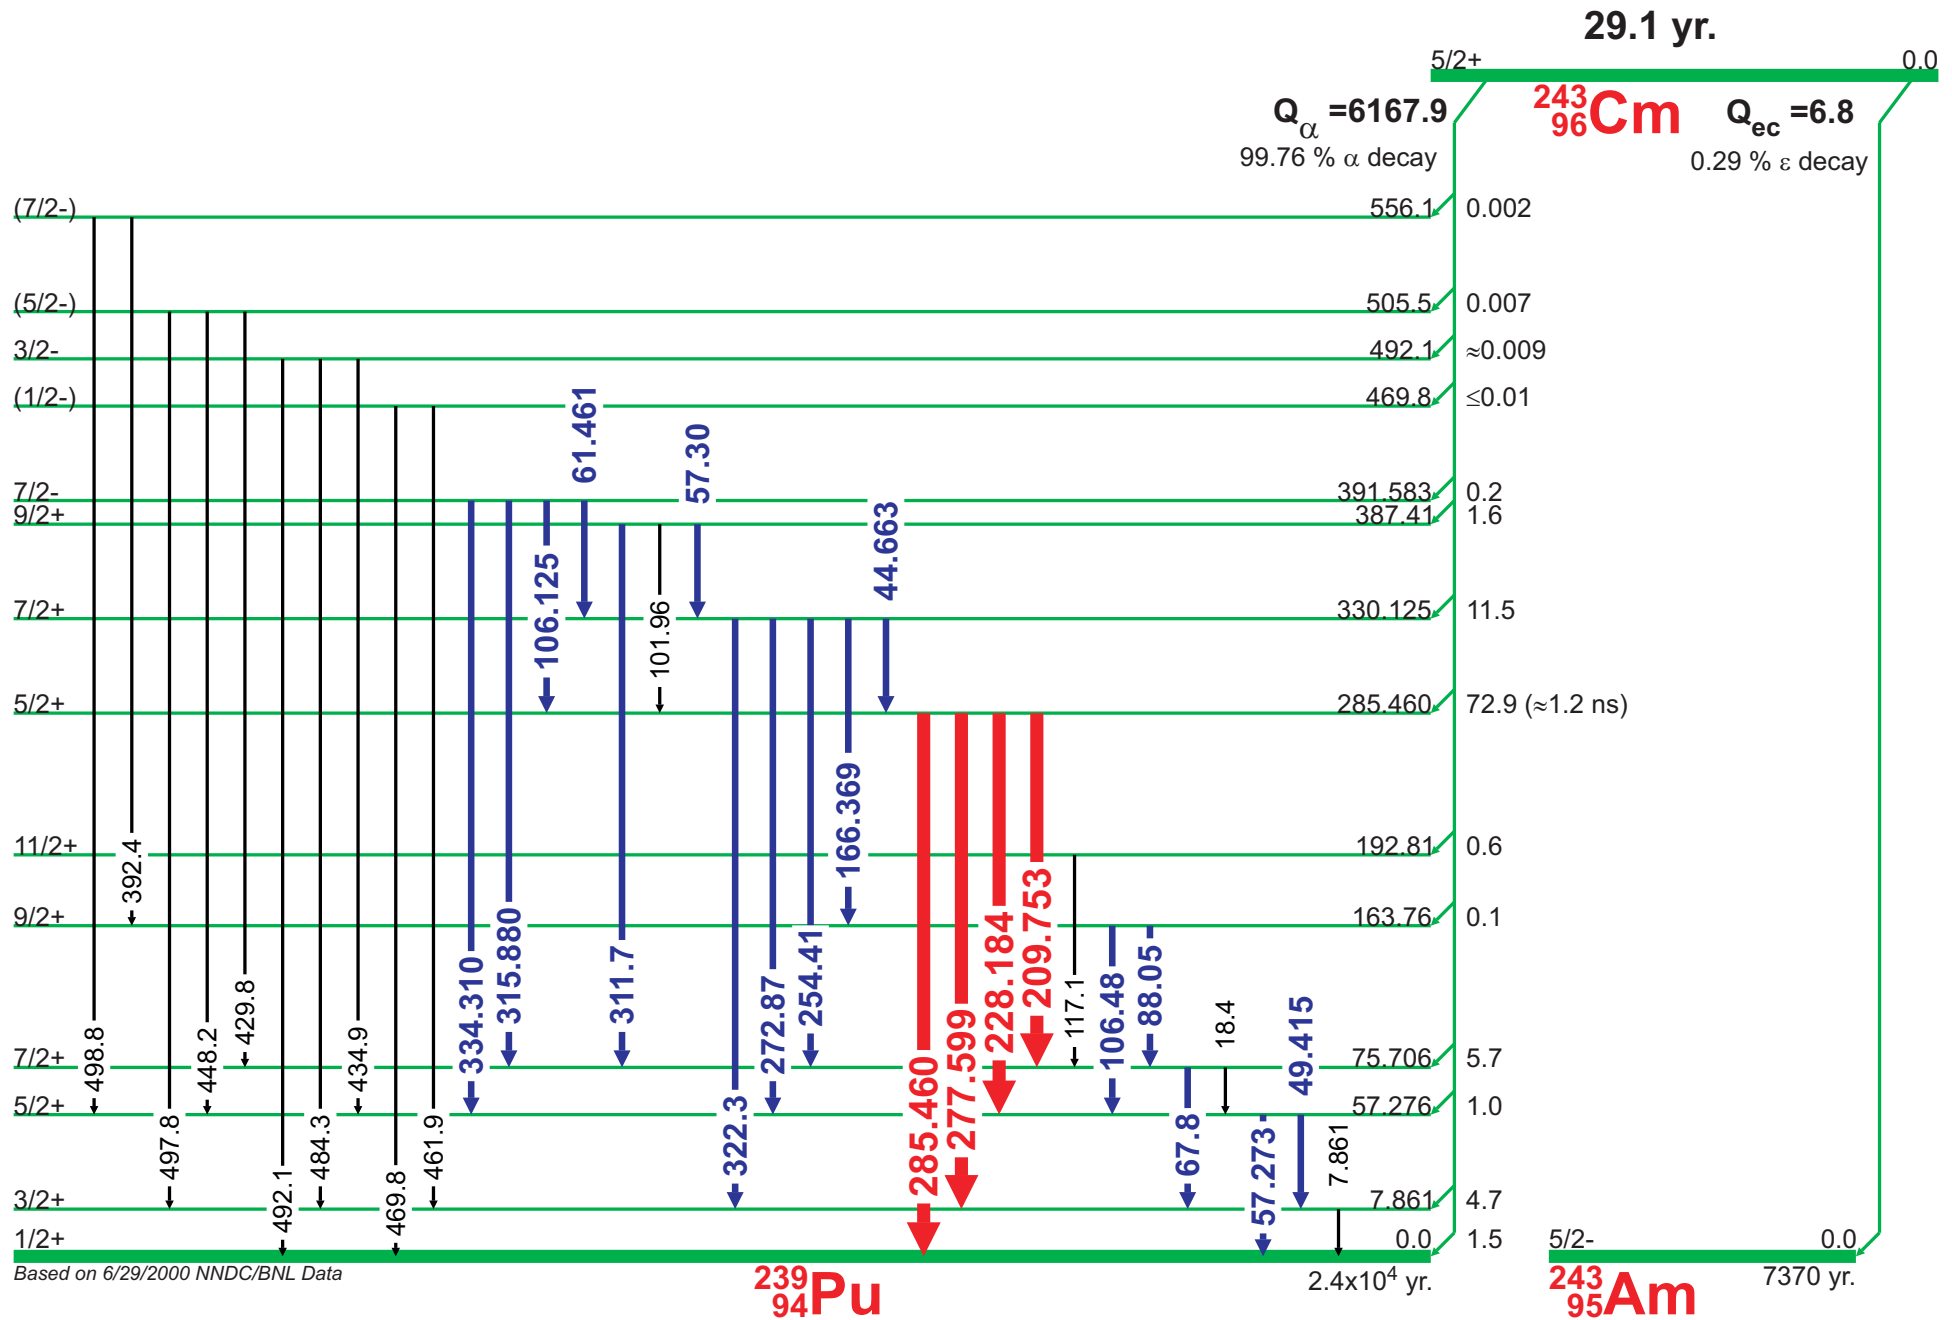 29.1 yr.
5/2+ 0.0
243
96Cm
Qα =6167.9
99.76 % α decay
Qec =6.8
0.29 % ε decay
(7/2-) 556.1 0.002
(5/2-) 505.5 0.007
3/2- 492.1 ≈0.009
(1/2-) 469.8 ≤0.01
61.461
57.30
7/2- 391.583 0.2
9/2+ 387.41 1.6
44.663
106.125
101.96
7/2+ 330.125 11.5
5/2+ 285.460 72.9 (≈1.2 ns)
166.369
11/2+ 192.81 0.6
392.4
9/2+ 163.76 0.1
498.8
497.8
448.2
429.8
492.1
484.3
434.9
469.8
461.9
334.310
315.880
311.7
322.3
272.87
254.41
285.460
277.599
228.184
209.753
117.1
106.48
88.05
67.8
18.4
57.273
49.415
7.861
7/2+ 75.706 5.7
5/2+ 57.276 1.0
3/2+ 7.861 4.7
1/2+ 0.0 1.5
5/2- 0.0
Based on 6/29/2000 NNDC/BNL Data
239
94Pu
2.4x10⁴ yr.
243
95Am
7370 yr.